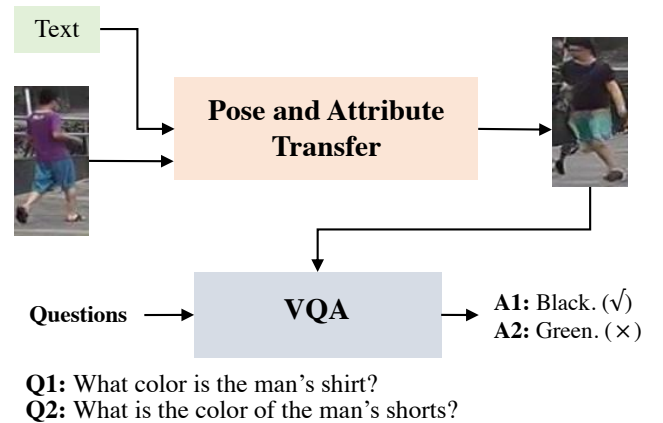 Text
Pose and Attribute
Transfer
Questions
VQA
A1: Black. (√)
A2: Green. (×)
Q1: What color is the man's shirt?
Q2: What is the color of the man's shorts?